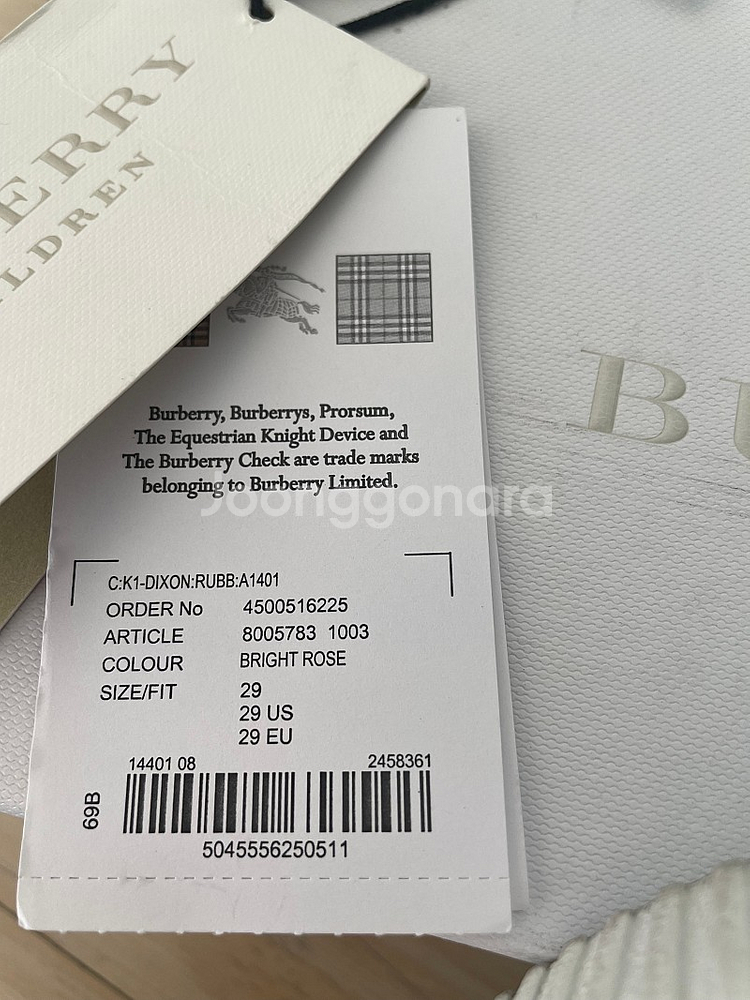 ERRY
ILDREN
BU
Burberry, Burberrys, Prorsum,
The Equestrian Knight Device and
The Burberry Check are trade marks
belonging to Burberry Limited.
Joonggonara
C:K1-DIXON:RUBB:A1401
ORDER No 4500516225
ARTICLE 8005783 1003
COLOUR BRIGHT ROSE
SIZE/FIT 29
29 US
29 EU
14401 08 2458361
69B
5045556250511